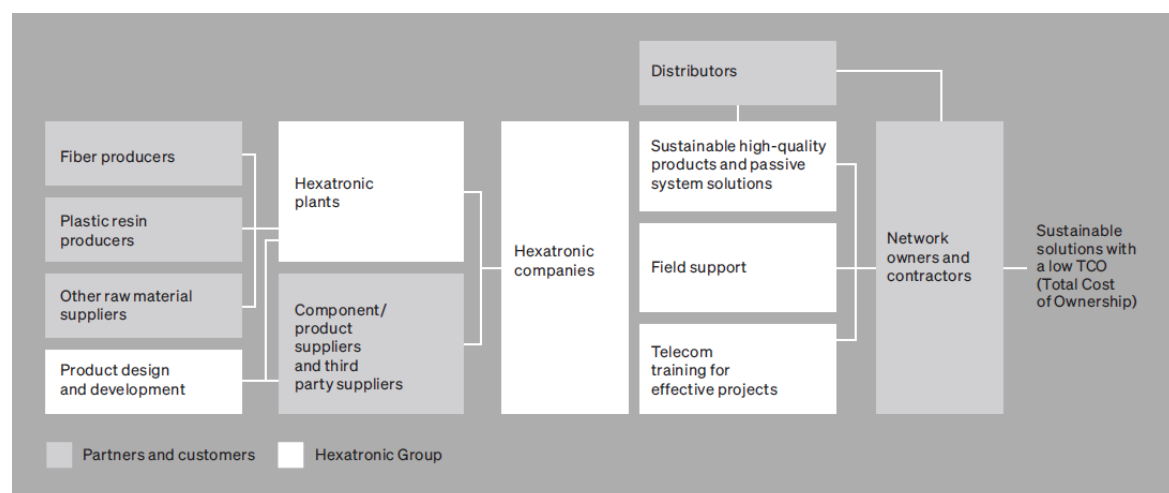 Fiber producers
Plastic resin
producers
Other raw material
suppliers
Product design
and development
Hexatronic
plants
Component/
product
suppliers
and third
party suppliers
Hexatronic
companies
Distributors
Sustainable high-quality
products and passive
system solutions
Field support
Telecom
training for
effective projects
Network
owners and
contractors
Sustainable
solutions with
a low TCO
(Total Cost
of Ownership)
Partners and customers
Hexatronic Group